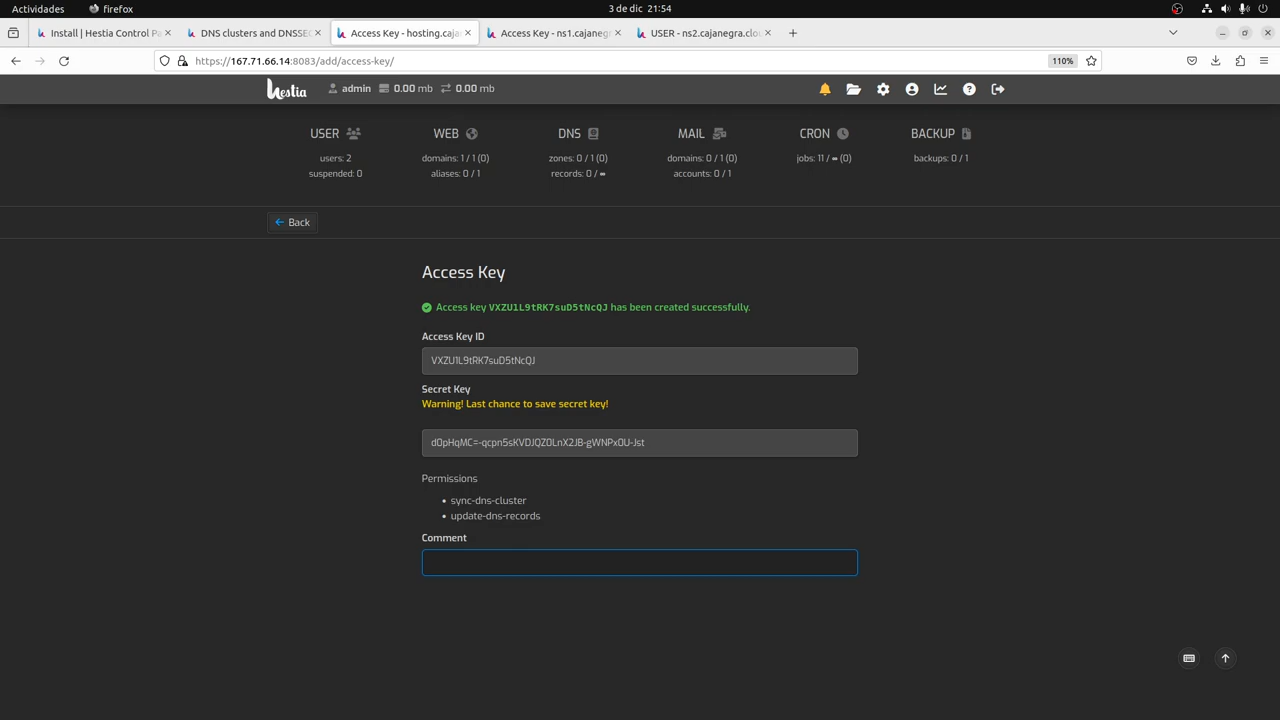 Actividades
firefox
3 de dic 21:54
Install | Hestia Control Pa
DNS clusters and DNSSEC
Access Key - hosting.caja
Access Key - ns1.cajanegr
USER - ns2.cajanegra.clou
https://167.71.66.14:8083/add/access-key/
110%
hestia
admin
0.00 mb
0.00 mb
USER
users: 2
suspended: 0
WEB
domains: 1 / 1 (0)
aliases: 0 / 1
DNS
zones: 0 / 1 (0)
records: 0 / ∞
MAIL
domains: 0 / 1 (0)
accounts: 0 / 1
CRON
jobs: 11 / ∞ (0)
BACKUP
backups: 0 / 1
Back
Access Key
Access key VXZU1L9tRK7suD5tNcQJ has been created successfully.
Access Key ID
VXZU1L9tRK7suD5tNcQJ
Secret Key
Warning! Last chance to save secret key!
d0pHqMC=-qcpn5sKVDJQZ0LnX2JB-gWNPx0U-Jst
Permissions
• sync-dns-cluster
• update-dns-records
Comment